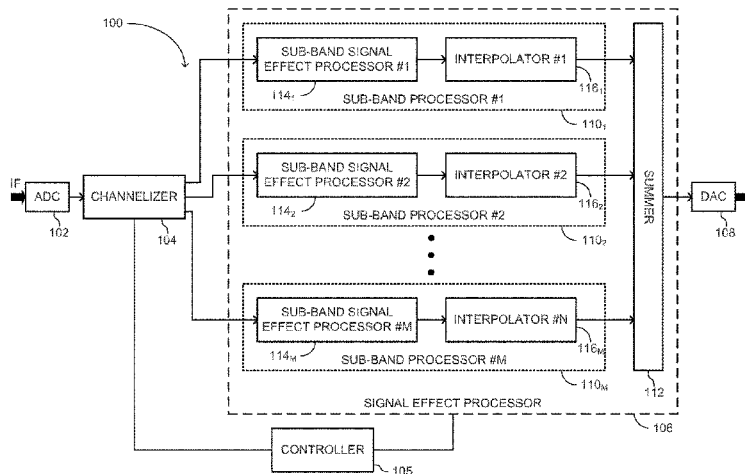 100
SUB-BAND SIGNAL
EFFECT PROCESSOR #1
INTERPOLATOR #1
114₁
116₁
SUB-BAND PROCESSOR #1
110₁
IF
ADC
102
CHANNELIZER
104
SUB-BAND SIGNAL
EFFECT PROCESSOR #2
INTERPOLATOR #2
114₂
116₂
SUB-BAND PROCESSOR #2
110₂
SUMMER
DAC
108
SUB-BAND SIGNAL
EFFECT PROCESSOR #M
INTERPOLATOR #N
114M
116M
SUB-BAND PROCESSOR #M
110M
112
SIGNAL EFFECT PROCESSOR
106
CONTROLLER
105